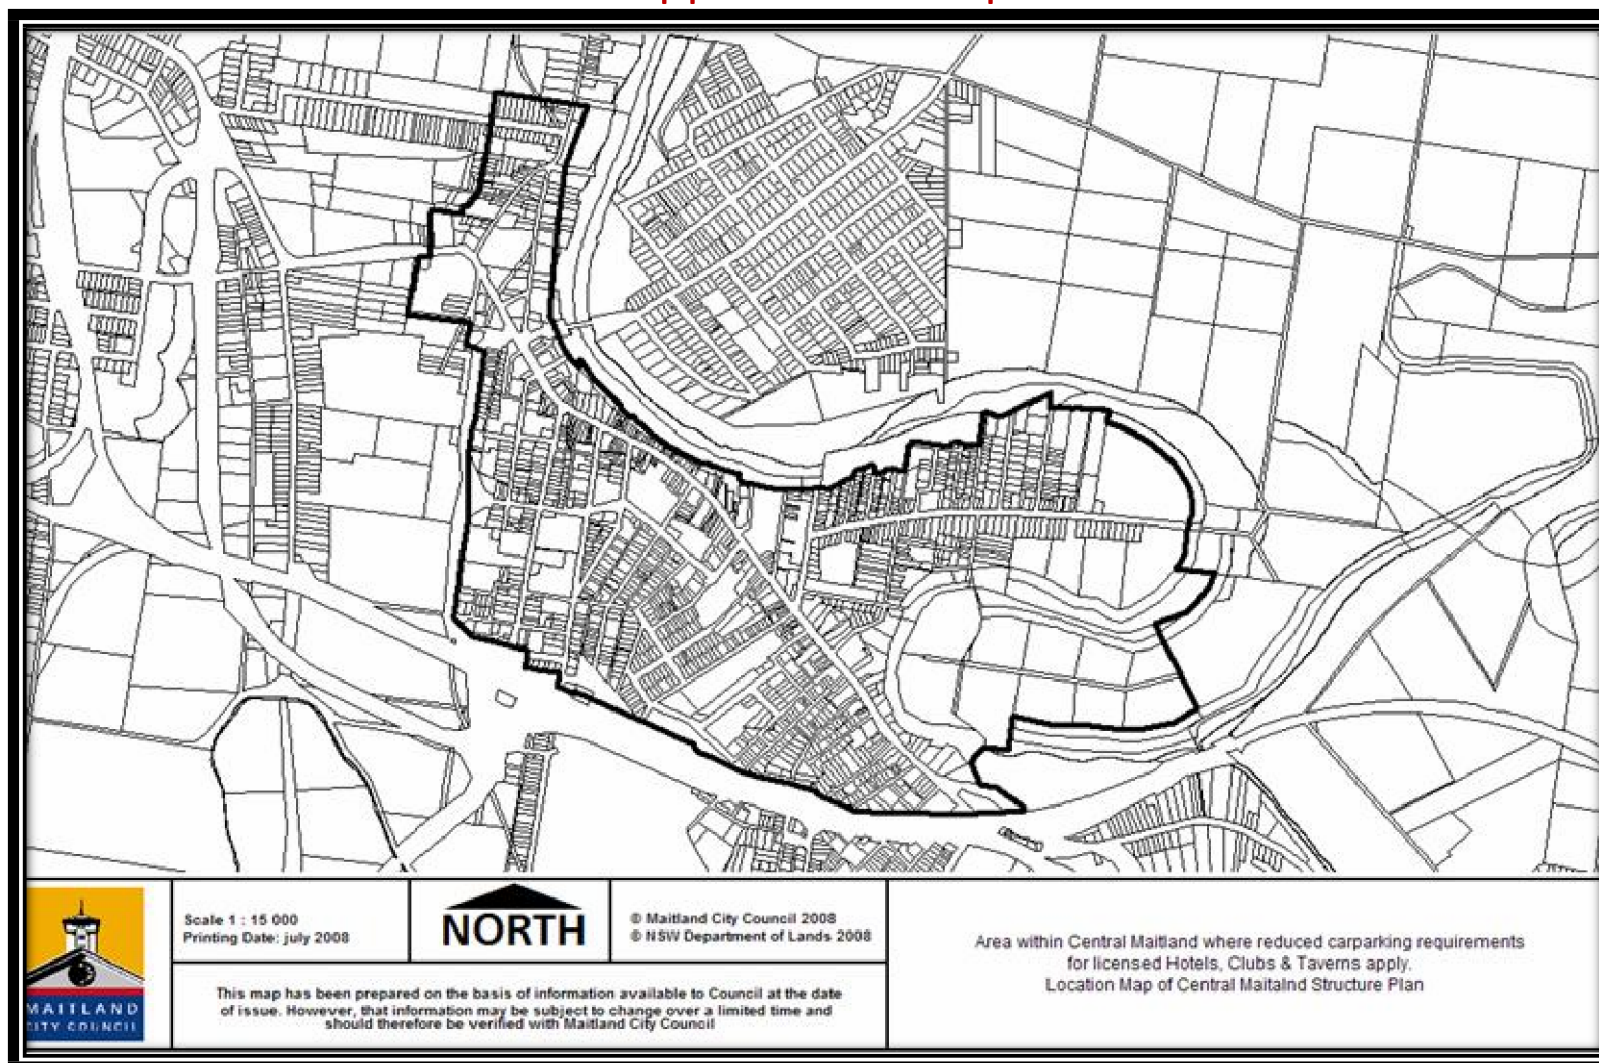 Scale 1 : 15 000
Printing Date: july 2008
NORTH
© Maitland City Council 2008
© NSW Department of Lands 2008
This map has been prepared on the basis of information available to Council at the date
of issue. However, that information may be subject to change over a limited time and
should therefore be verified with Maitland City Council
Area within Central Maitland where reduced carparking requirements
for licensed Hotels, Clubs & Taverns apply.
Location Map of Central Maitalnd Structure Plan
MAITLAND
CITY COUNCIL